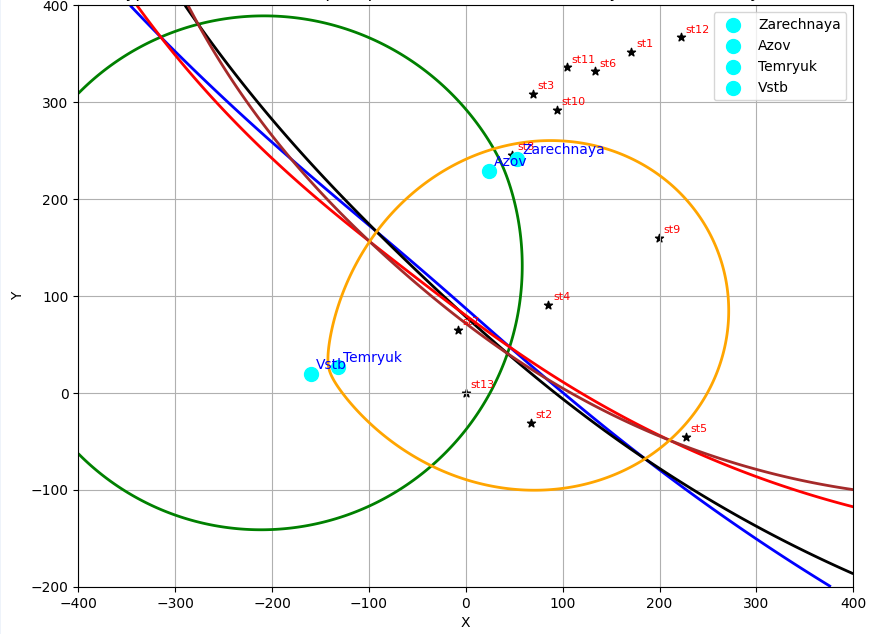 400
300
200
100
0
−100
−200
Y
−400
−300
−200
−100
0
100
200
300
400
X
Zarechnaya
Azov
Temryuk
Vstb
st12
st1
st11
st6
st3
st10
Zarechnaya
Azov
st9
st4
Temryuk
Vstb
st13
st2
st5